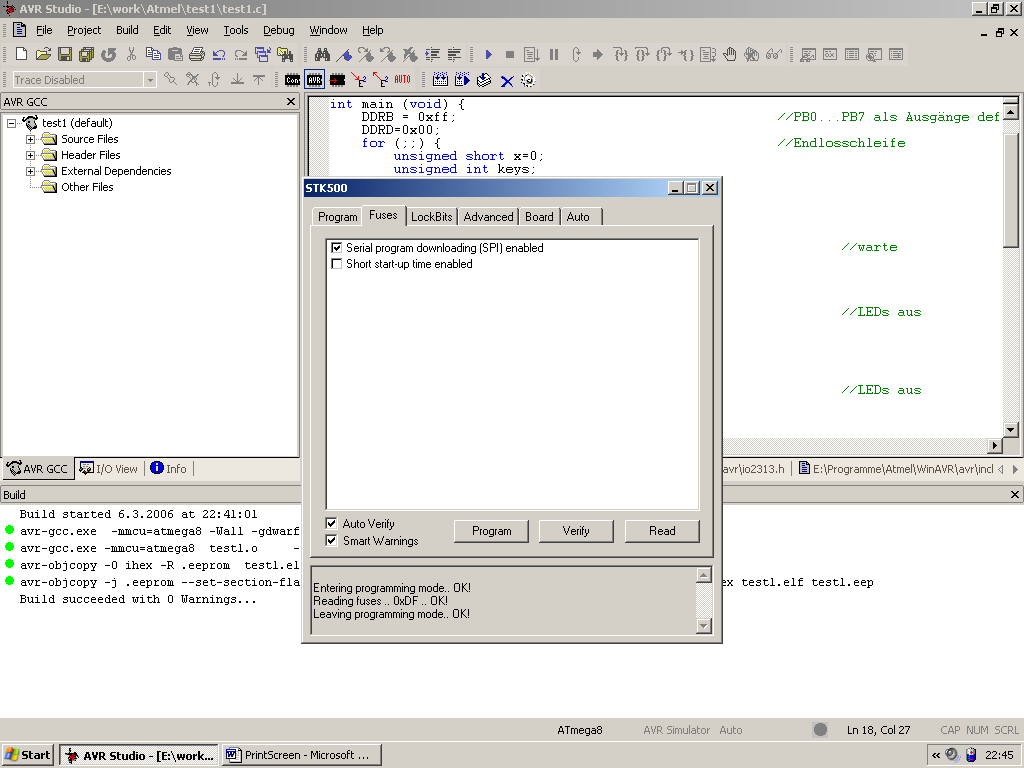 AVR Studio - [E:\work\Atmel\test1\test1.c]
File Project Build Edit View Tools Debug Window Help
Trace Disabled
Con AVR AUTO
AVR GCC
test1 (default)
Source Files
Header Files
External Dependencies
Other Files
AVR GCC I/O View Info
int main (void) {
DDRB = 0xff; //PB0...PB7 als Ausgänge def
DDRD=0x00;
for (;;) { //Endlosschleife
unsigned short x=0;
unsigned int keys;
//warte
//LEDs aus
//LEDs aus
avr\io2313.h E:\Programme\Atmel\WinAVR\avr\incl
STK500
Program Fuses LockBits Advanced Board Auto
Serial program downloading (SPI) enabled
Short start-up time enabled
Auto Verify
Smart Warnings
Program Verify Read
Entering programming mode.. OK!
Reading fuses .. 0xDF .. OK!
Leaving programming mode.. OK!
Build
Build started 6.3.2006 at 22:41:01
avr-gcc.exe -mmcu=atmega8 -Wall -gdwarf
avr-gcc.exe -mmcu=atmega8 test1.o -
avr-objcopy -O ihex -R .eeprom test1.el
avr-objcopy -j .eeprom --set-section-fla ex test1.elf test1.eep
Build succeeded with 0 Warnings...
ATmega8 AVR Simulator Auto Ln 18, Col 27 CAP NUM SCRL
Start AVR Studio - [E:\work... PrintScreen - Microsoft ... « 22:45